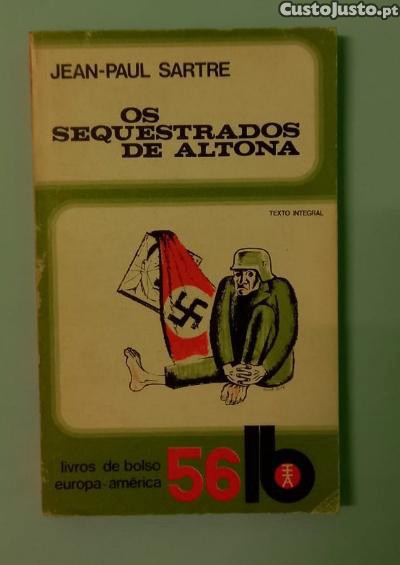 CustoJusto.pt
JEAN-PAUL SARTRE
OS
SEQUESTRADOS
DE ALTONA
TEXTO INTEGRAL
livros de bolso
europa-américa
56 lb